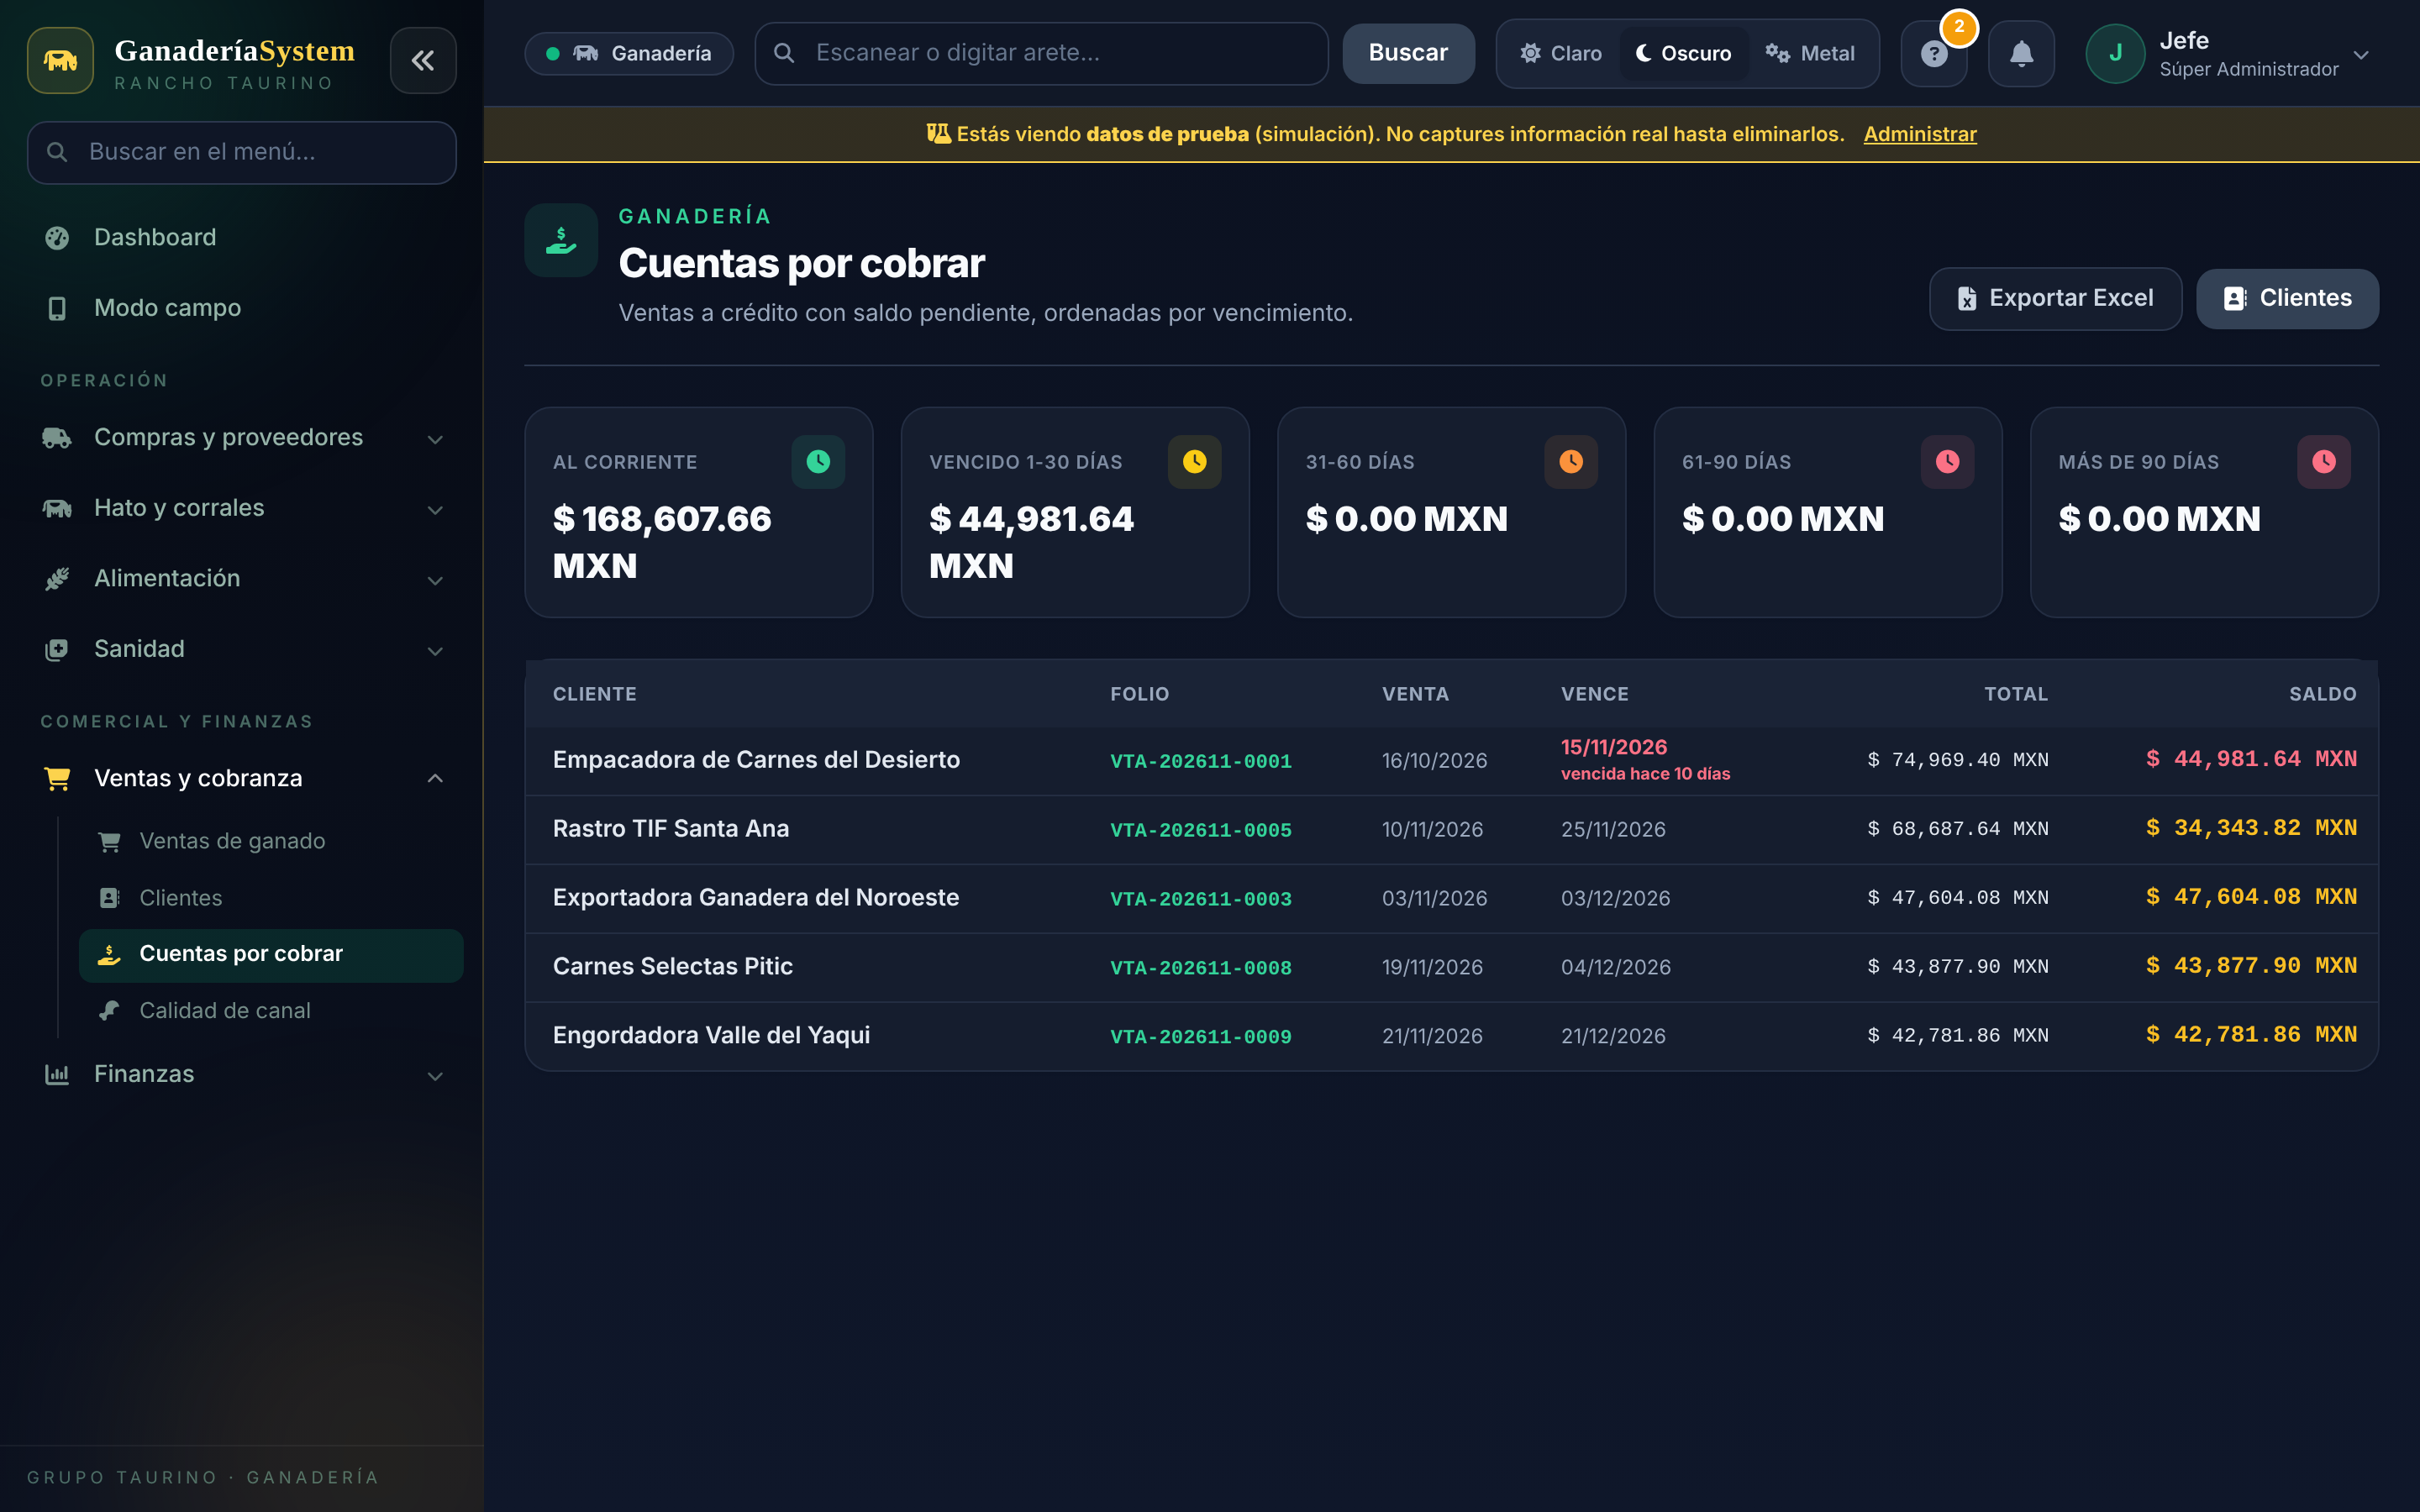 GanaderíaSystem
RANCHO TAURINO
Buscar en el menú...
Dashboard
Modo campo
OPERACIÓN
Compras y proveedores
Hato y corrales
Alimentación
Sanidad
COMERCIAL Y FINANZAS
Ventas y cobranza
Ventas de ganado
Clientes
Cuentas por cobrar
Calidad de canal
Finanzas
GRUPO TAURINO · GANADERÍA
Ganadería
Escanear o digitar arete...
Buscar
Claro
Oscuro
Metal
?
2
J
Jefe
Súper Administrador
Estás viendo datos de prueba (simulación). No captures información real hasta eliminarlos. Administrar
GANADERÍA
Cuentas por cobrar
Ventas a crédito con saldo pendiente, ordenadas por vencimiento.
Exportar Excel
Clientes
AL CORRIENTE
$ 168,607.66
MXN
VENCIDO 1-30 DÍAS
$ 44,981.64
MXN
31-60 DÍAS
$ 0.00 MXN
61-90 DÍAS
$ 0.00 MXN
MÁS DE 90 DÍAS
$ 0.00 MXN
CLIENTE FOLIO VENTA VENCE TOTAL SALDO
Empacadora de Carnes del Desierto VTA-202611-0001 16/10/2026 15/11/2026 $ 74,969.40 MXN $ 44,981.64 MXN
vencida hace 10 días
Rastro TIF Santa Ana VTA-202611-0005 10/11/2026 25/11/2026 $ 68,687.64 MXN $ 34,343.82 MXN
Exportadora Ganadera del Noroeste VTA-202611-0003 03/11/2026 03/12/2026 $ 47,604.08 MXN $ 47,604.08 MXN
Carnes Selectas Pitic VTA-202611-0008 19/11/2026 04/12/2026 $ 43,877.90 MXN $ 43,877.90 MXN
Engordadora Valle del Yaqui VTA-202611-0009 21/11/2026 21/12/2026 $ 42,781.86 MXN $ 42,781.86 MXN